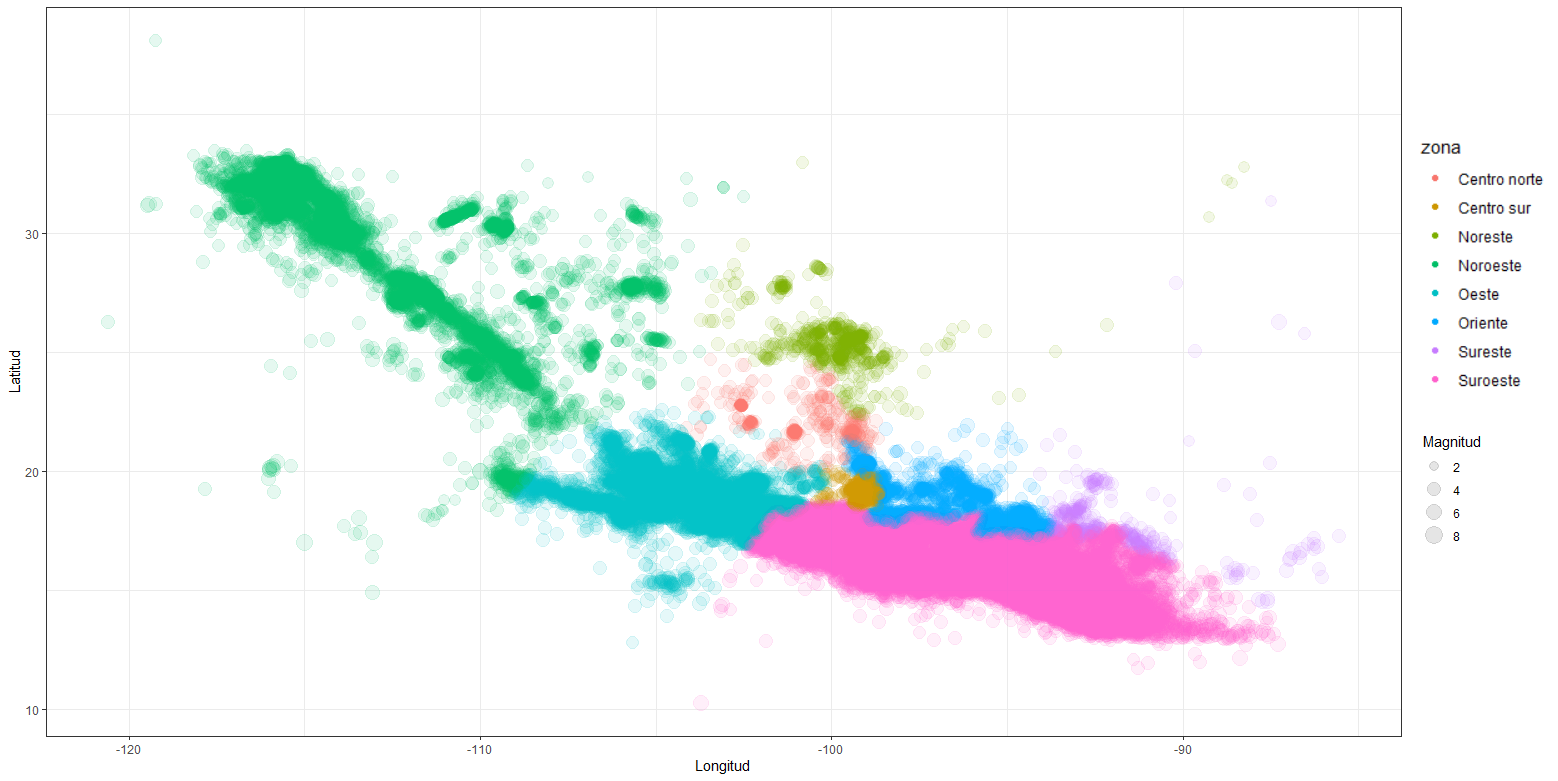 30
20
10
-120
-110
-100
-90
Longitud
Latitud
zona
Centro norte
Centro sur
Noreste
Noroeste
Oeste
Oriente
Sureste
Suroeste
Magnitud
2
4
6
8